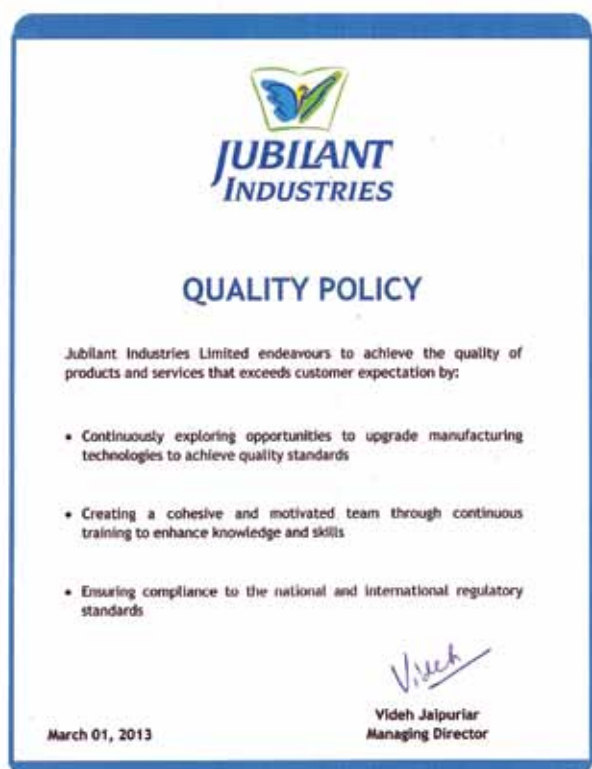 JUBILANT
INDUSTRIES
QUALITY POLICY
Jubilant Industries Limited endeavours to achieve the quality of
products and services that exceeds customer expectation by:
• Continuously exploring opportunities to upgrade manufacturing
technologies to achieve quality standards
• Creating a cohesive and motivated team through continuous
training to enhance knowledge and skills
• Ensuring compliance to the national and international regulatory
standards
Videh
Videh Jaipuriar
March 01, 2013 Managing Director